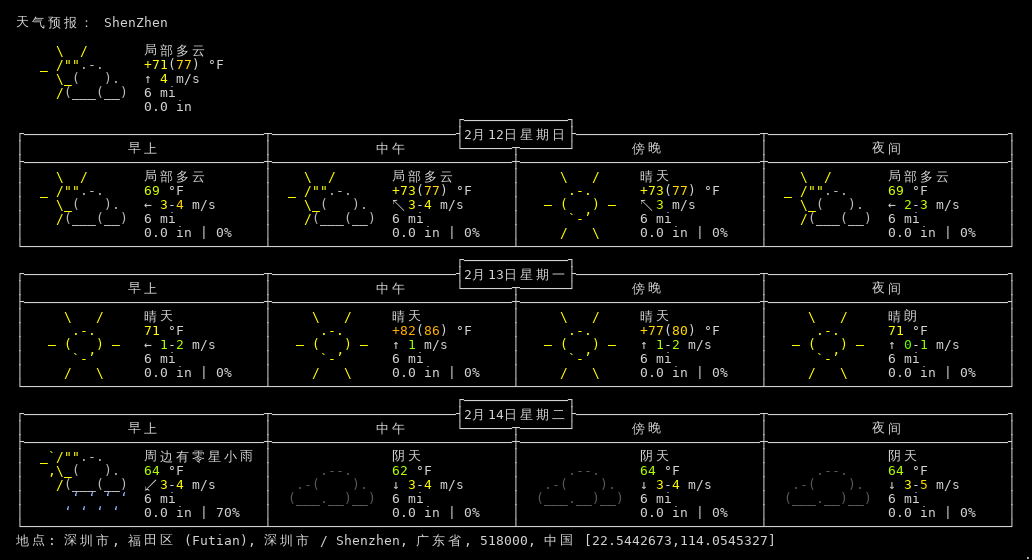 天气预报： ShenZhen
局部多云
+71(77) °F
↑ 4 m/s
6 mi
0.0 in
2月12日星期日
早上 中午 傍晚 夜间
局部多云 局部多云 晴天 局部多云
69 °F +73(77) °F +73(77) °F 69 °F
← 3-4 m/s ↖ 3-4 m/s ↖ 3 m/s ← 2-3 m/s
6 mi 6 mi 6 mi 6 mi
0.0 in | 0% 0.0 in | 0% 0.0 in | 0% 0.0 in | 0%
2月13日星期一
早上 中午 傍晚 夜间
晴天 晴天 晴天 晴朗
71 °F +82(86) °F +77(80) °F 71 °F
← 1-2 m/s ↑ 1 m/s ↑ 1-2 m/s ↑ 0-1 m/s
6 mi 6 mi 6 mi 6 mi
0.0 in | 0% 0.0 in | 0% 0.0 in | 0% 0.0 in | 0%
2月14日星期二
早上 中午 傍晚 夜间
周边有零星小雨 阴天 阴天 阴天
64 °F 62 °F 64 °F 64 °F
↙ 3-4 m/s ↓ 3-4 m/s ↓ 3-4 m/s ↓ 3-5 m/s
6 mi 6 mi 6 mi 6 mi
0.0 in | 70% 0.0 in | 0% 0.0 in | 0% 0.0 in | 0%
地点: 深圳市, 福田区 (Futian), 深圳市 / Shenzhen, 广东省, 518000, 中国 [22.5442673,114.0545327]